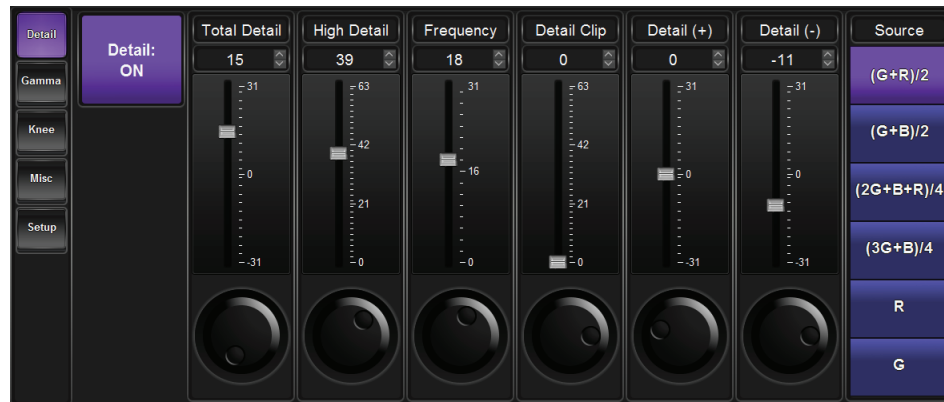 Detail
Gamma
Knee
Misc
Setup
Detail:
ON
Total Detail
15
31
0
-31
High Detail
39
63
42
21
0
Frequency
18
31
16
0
Detail Clip
0
63
42
21
0
Detail (+)
0
31
0
-31
Detail (-)
-11
31
0
-31
Source
(G+R)/2
(G+B)/2
(2G+B+R)/4
(3G+B)/4
R
G